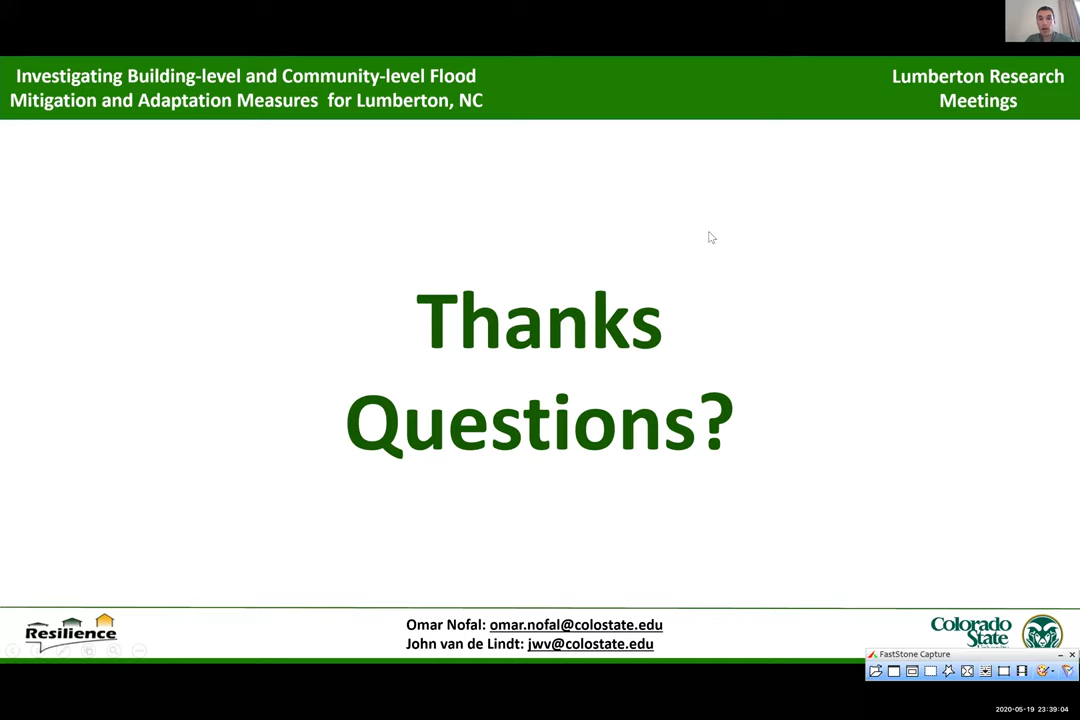 Investigating Building-level and Community-level Flood
Mitigation and Adaptation Measures for Lumberton, NC
Lumberton Research
Meetings
Thanks
Questions?
Resilience
Omar Nofal: omar.nofal@colostate.edu
John van de Lindt: jwv@colostate.edu
Colorado
State
FastStone Capture
2020-05-19 23:39:04